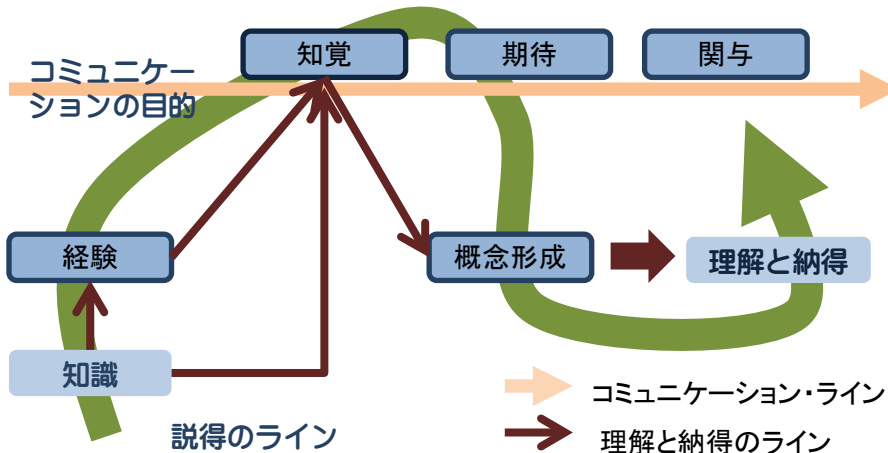 知覚
期待
関与
コミュニケー
ションの目的
経験
概念形成
理解と納得
知識
説得のライン
コミュニケーション・ライン
理解と納得のライン